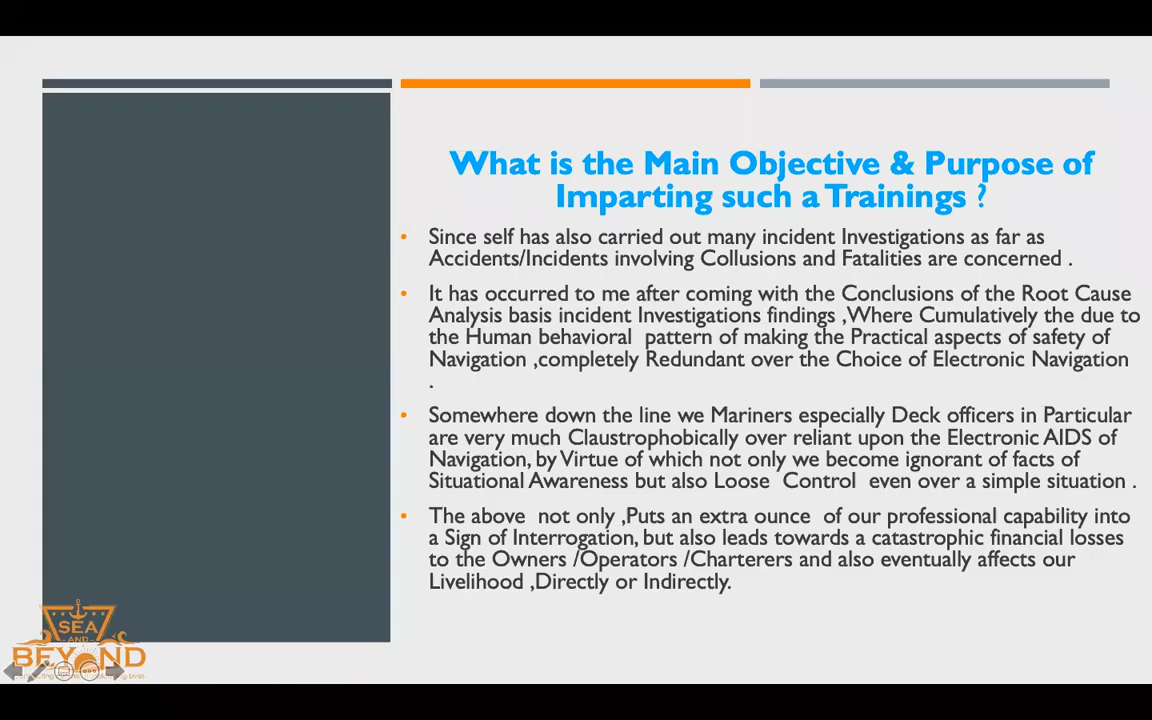 What is the Main Objective & Purpose of
Imparting such a Trainings ?
• Since self has also carried out many incident Investigations as far as
Accidents/Incidents involving Collusions and Fatalities are concerned .
• It has occurred to me after coming with the Conclusions of the Root Cause
Analysis basis incident Investigations findings ,Where Cumulatively the due to
the Human behavioral pattern of making the Practical aspects of safety of
Navigation ,completely Redundant over the Choice of Electronic Navigation
.
• Somewhere down the line we Mariners especially Deck officers in Particular
are very much Claustrophobically over reliant upon the Electronic AIDS of
Navigation, by Virtue of which not only we become ignorant of facts of
Situational Awareness but also Loose Control even over a simple situation .
• The above not only ,Puts an extra ounce of our professional capability into
a Sign of Interrogation, but also leads towards a catastrophic financial losses
to the Owners /Operators /Charterers and also eventually affects our
Livelihood ,Directly or Indirectly.
SEA
AND
BEYOND